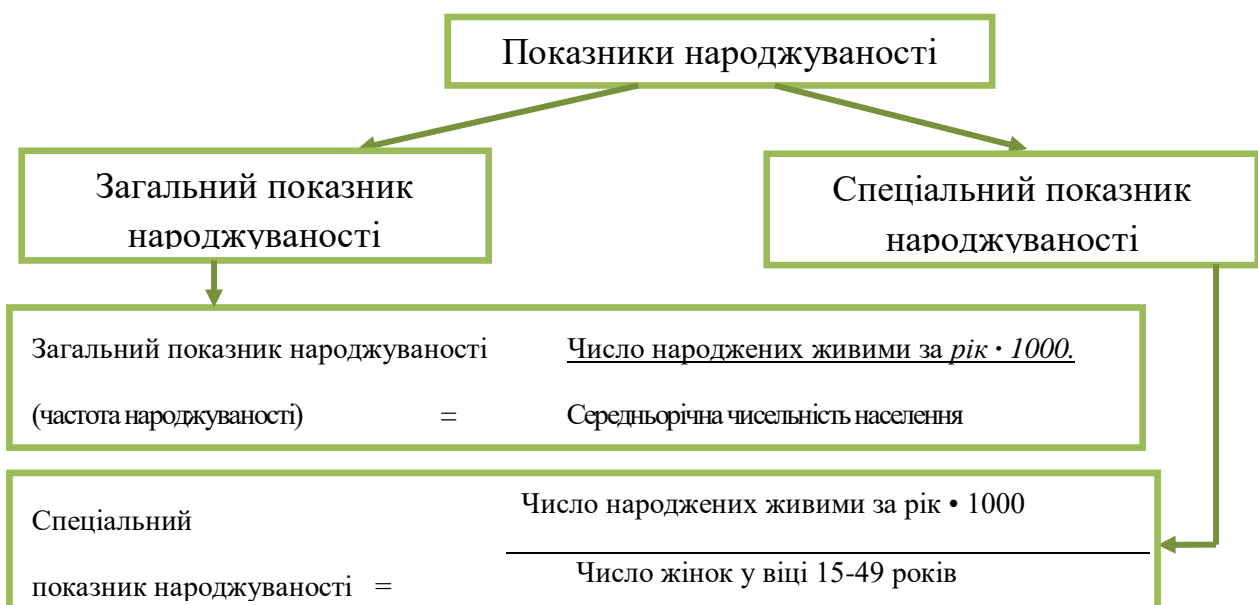 Показники народжуваності
Загальний показник
народжуваності
Спеціальний показник
народжуваності
Загальний показник народжуваності Число народжених живими за рік · 1000.
(частота народжуваності) = Середньорічна чисельність населення
Спеціальний Число народжених живими за рік • 1000
показник народжуваності = Число жінок у віці 15-49 років